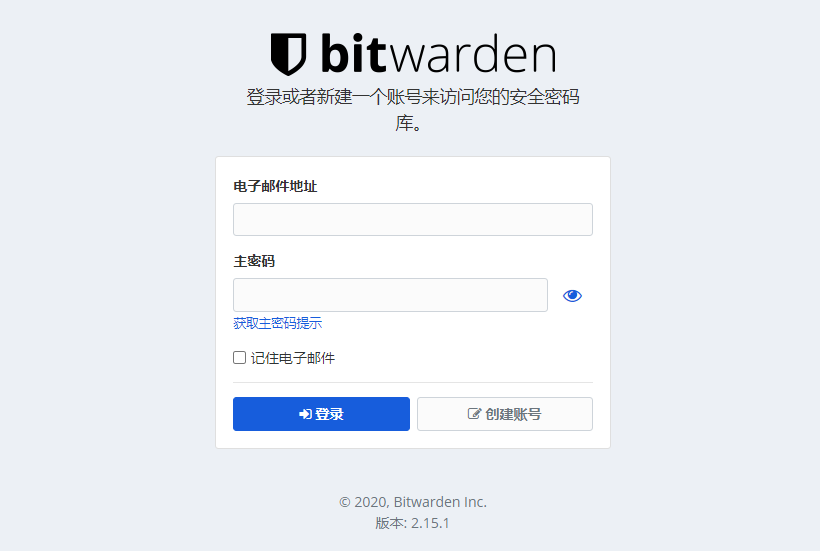 bitwarden
登录或者新建一个账号来访问您的安全密码
库。
电子邮件地址
主密码
获取主密码提示
记住电子邮件
登录
创建账号
© 2020, Bitwarden Inc.
版本: 2.15.1